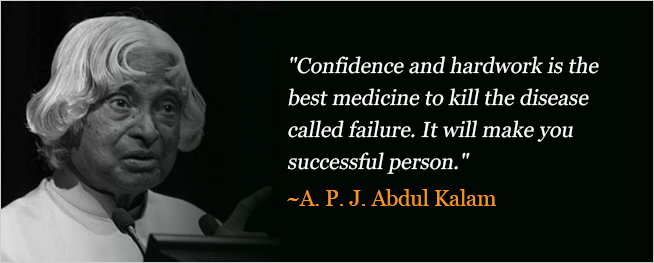 "Confidence and hardwork is the
best medicine to kill the disease
called failure. It will make you
successful person."
~A. P. J. Abdul Kalam